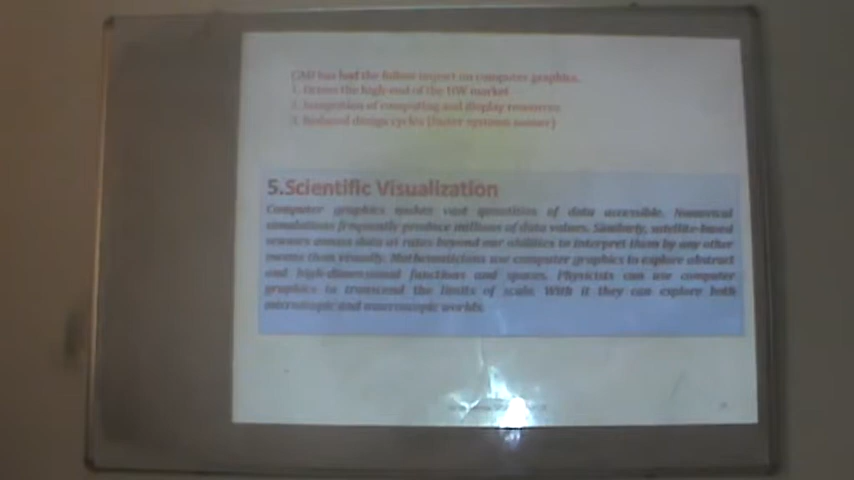 CAD has had the follow impact on computer graphics.
1. Drives the high end of the HW market
2. Integration of computing and display resources
3. Reduced design cycles (faster systems sooner)
5.Scientific Visualization
Computer graphics makes vast quantities of data accessible. Numerical
simulations frequently produce millions of data values. Similarly, satellite-based
sensors amass data at rates beyond our abilities to interpret them by any other
means than visually. Mathematicians use computer graphics to explore abstract
and high-dimensional functions and spaces. Physicists can use computer
graphics to transcend the limits of scale. With it they can explore both
microscopic and macroscopic worlds.